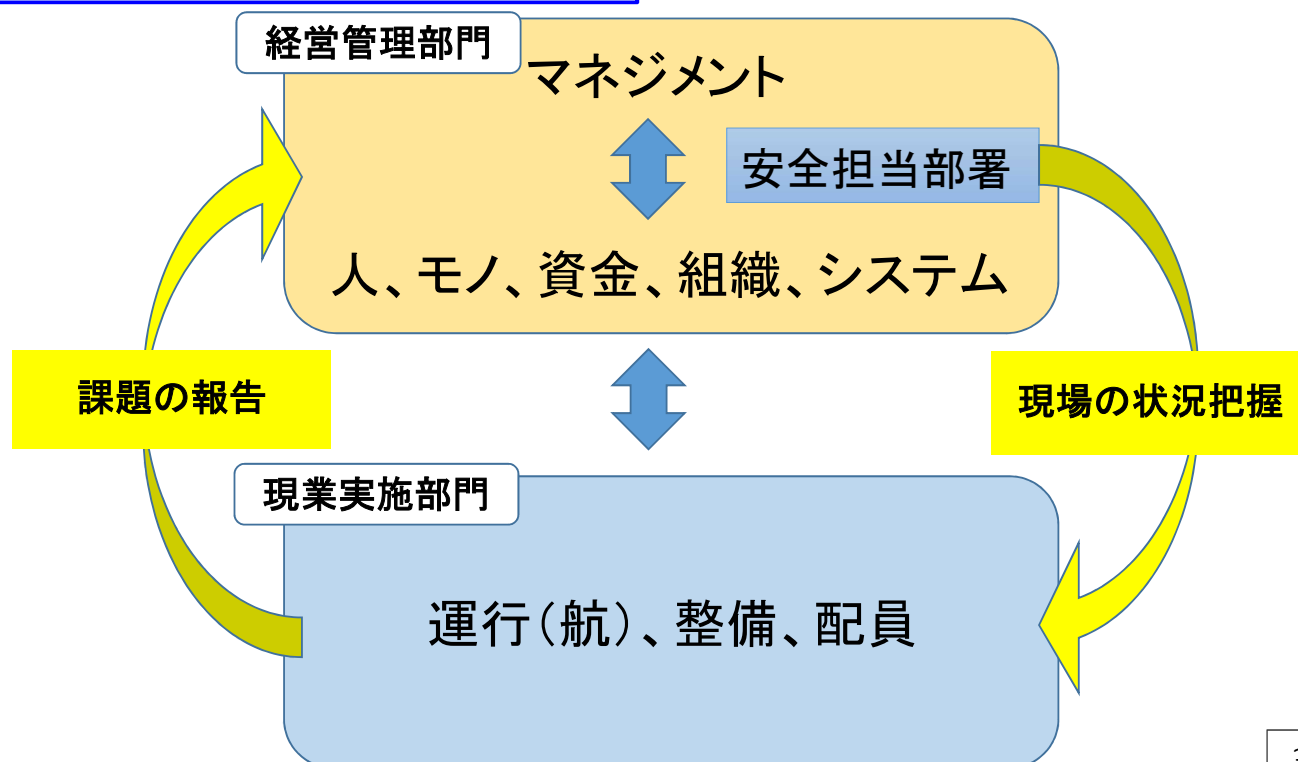 経営管理部門
マネジメント
安全担当部署
人、モノ、資金、組織、システム
課題の報告
現場の状況把握
現業実施部門
運行(航)、整備、配員